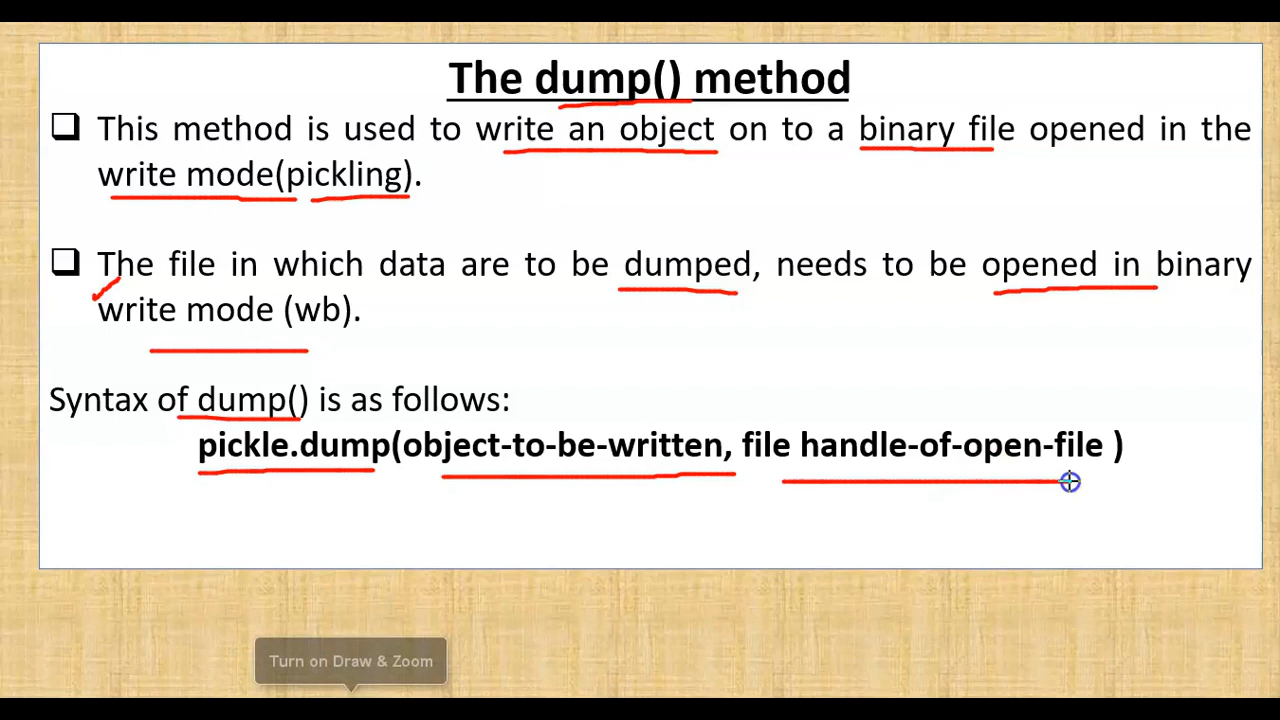 The dump() method
This method is used to write an object on to a binary file opened in the
write mode(pickling).
The file in which data are to be dumped, needs to be opened in binary
write mode (wb).
Syntax of dump() is as follows:
pickle.dump(object-to-be-written, file handle-of-open-file )
Turn on Draw & Zoom